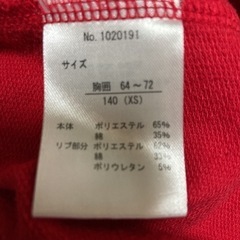 No.1020191
サイズ
胸囲 64～72
140 (XS)
本体 ポリエステル 65%
綿 35%
リブ部分 ポリエステル 62%
綿 33%
ポリウレタン 5%